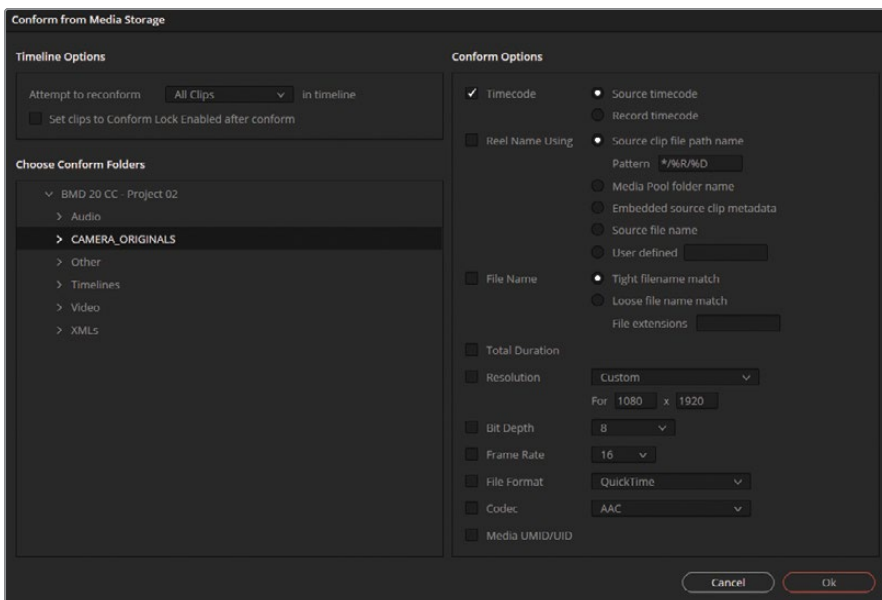 Conform from Media Storage
Timeline Options
Attempt to reconform All Clips in timeline
Set clips to Conform Lock Enabled after conform
Choose Conform Folders
BMD 20 CC - Project 02
Audio
CAMERA_ORIGINALS
Other
Timelines
Video
XMLs
Conform Options
Timecode Source timecode
Record timecode
Reel Name Using Source clip file path name
Pattern */%R/%D
Media Pool folder name
Embedded source clip metadata
Source file name
User defined
File Name Tight filename match
Loose file name match
File extensions
Total Duration
Resolution Custom
For 1080 x 1920
Bit Depth 8
Frame Rate 16
File Format QuickTime
Codec AAC
Media UMID/UID
Cancel Ok